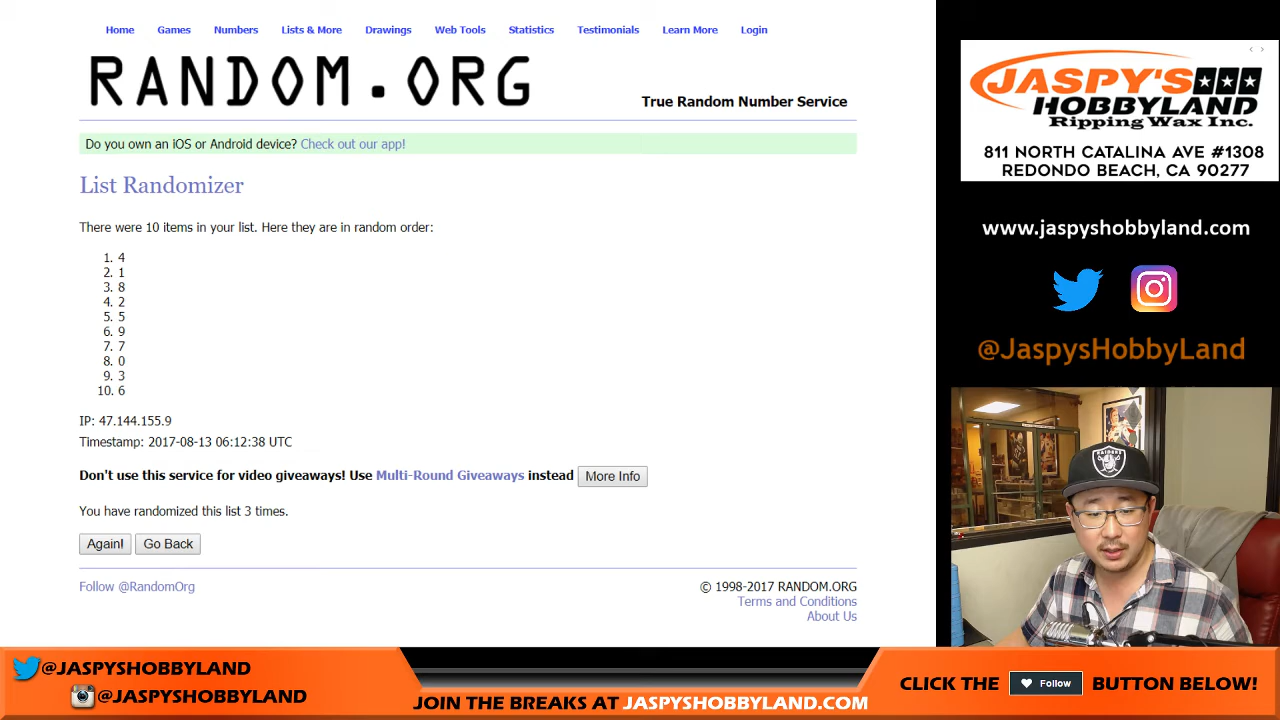 Home Games Numbers Lists & More Drawings Web Tools Statistics Testimonials Learn More Login
RANDOM.ORG
True Random Number Service
Do you own an iOS or Android device? Check out our app!
List Randomizer
There were 10 items in your list. Here they are in random order:
1. 4
2. 1
3. 8
4. 2
5. 5
6. 9
7. 7
8. 0
9. 3
10. 6
IP: 47.144.155.9
Timestamp: 2017-08-13 06:12:38 UTC
Don't use this service for video giveaways! Use Multi-Round Giveaways instead More Info
You have randomized this list 3 times.
Again! Go Back
Follow @RandomOrg
© 1998-2017 RANDOM.ORG
Terms and Conditions
About Us
JASPY'S
HOBBYLAND
Ripping Wax Inc.
811 NORTH CATALINA AVE #1308
REDONDO BEACH, CA 90277
www.jaspyshobbyland.com
@JaspysHobbyLand
RAIDERS
@JASPYSHOBBYLAND
@JASPYSHOBBYLAND
JOIN THE BREAKS AT JASPYSHOBBYLAND.COM
CLICK THE Follow BUTTON BELOW!